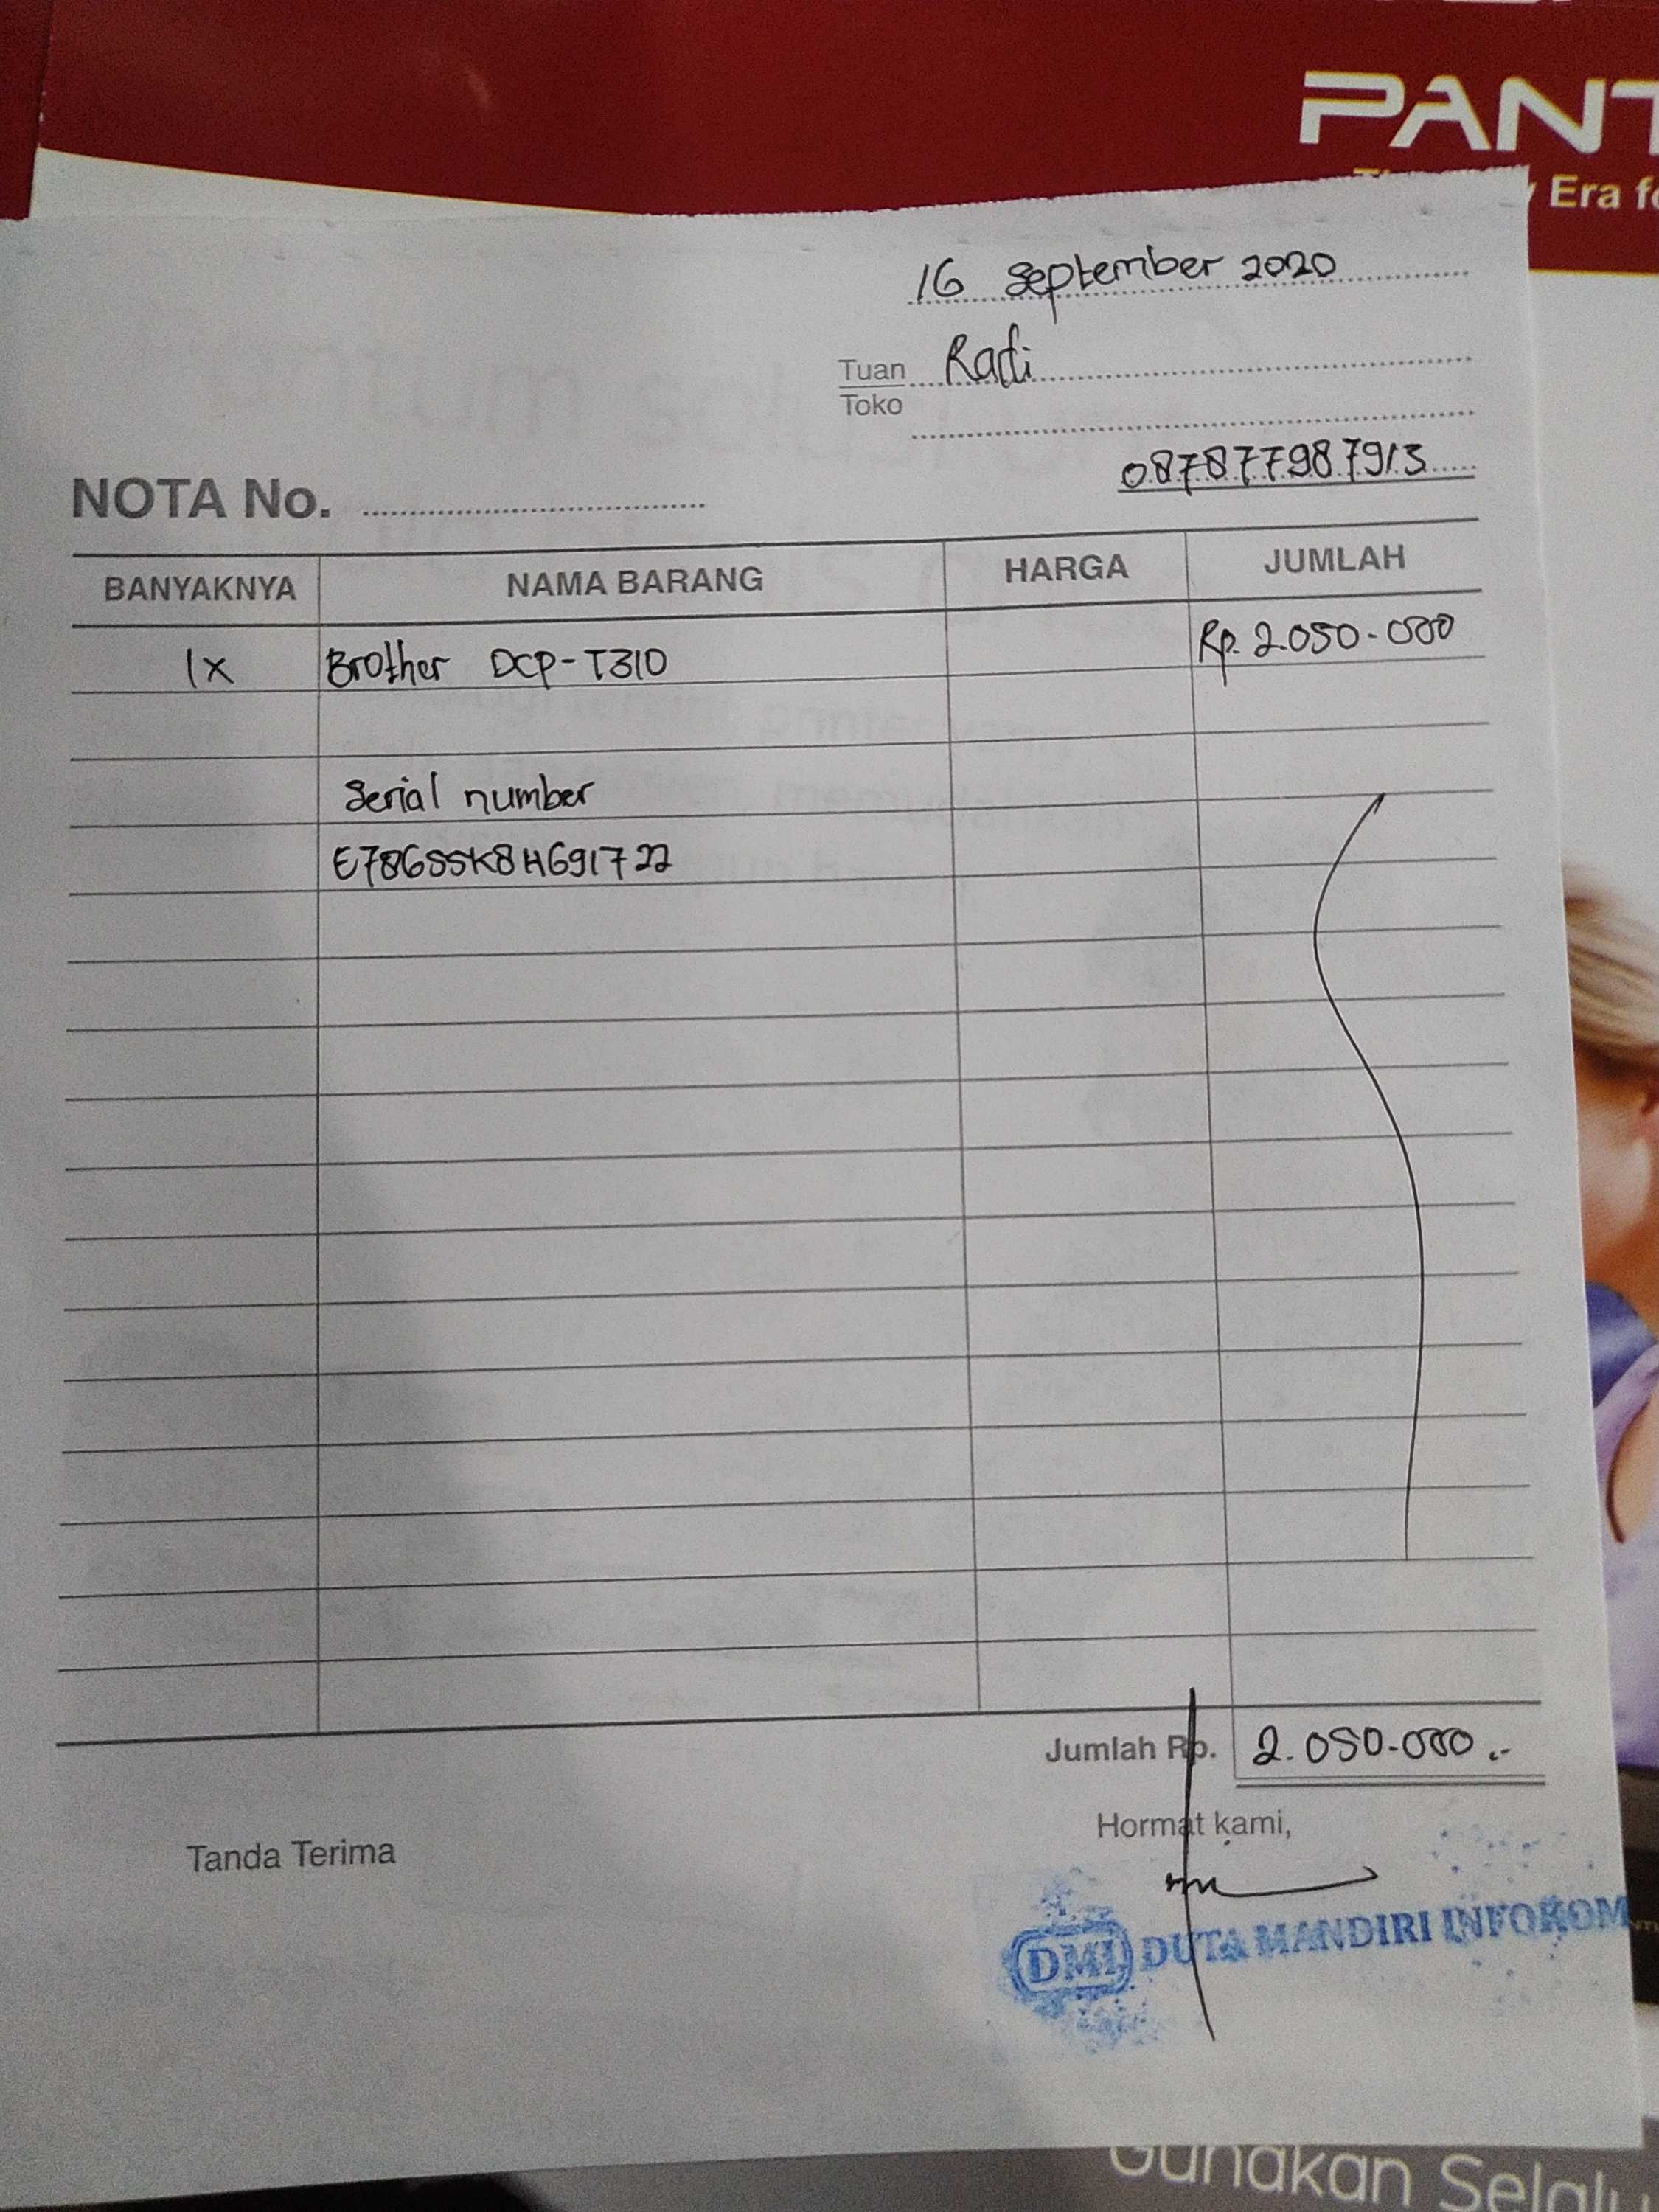 PANT
Era fo
16 September 2020
Tuan Radi
Toko
087877987913
NOTA No.
BANYAKNYA NAMA BARANG HARGA JUMLAH
1x Brother DCP-T310 Rp. 2.050.000
Serial number
E78655K8H691722
Jumlah Rp. 2.050.000.-
Hormat kami,
Tanda Terima
DMI DUTA MANDIRI INFOKOM
Gunakan Selalu